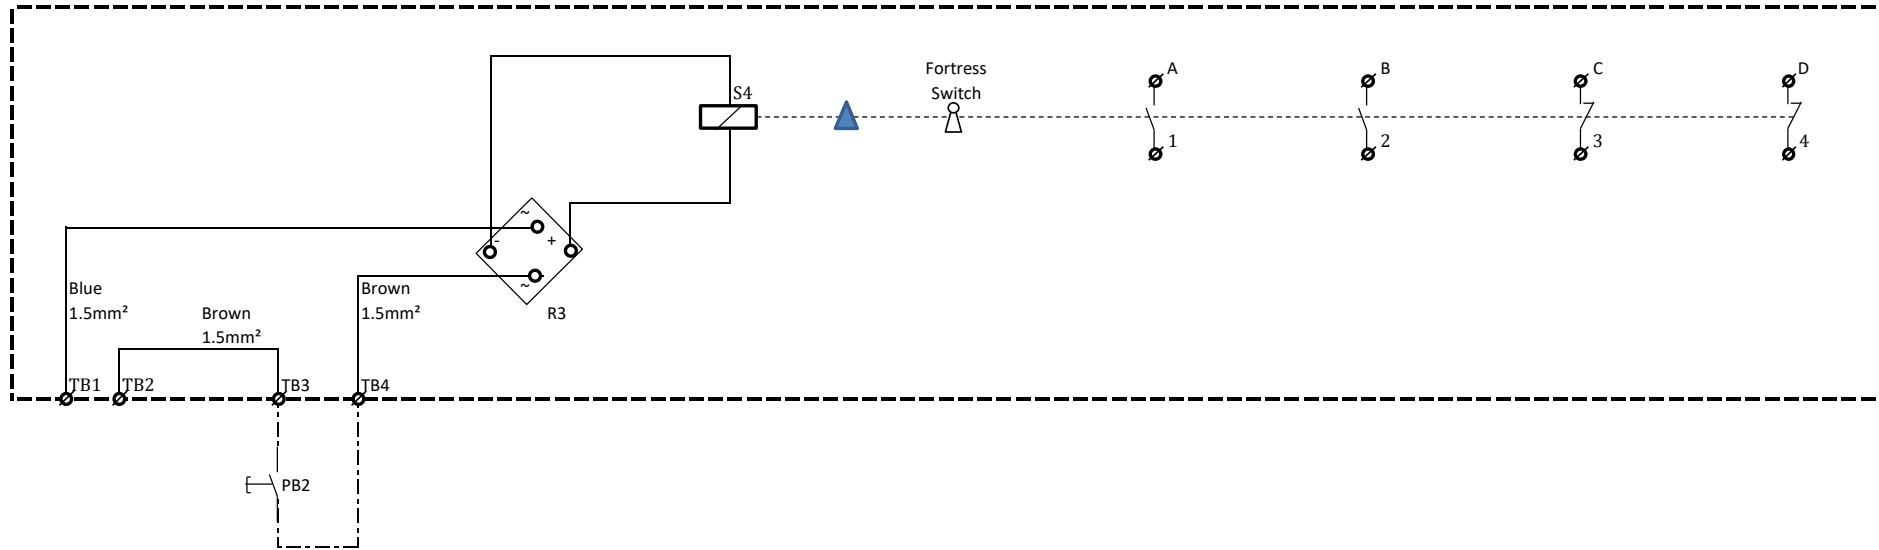 Fortress
Switch
S4
A
B
C
D
1
2
3
4
~
-
+
~
R3
Blue
1.5mm²
Brown
1.5mm²
Brown
1.5mm²
TB1
TB2
TB3
TB4
PB2